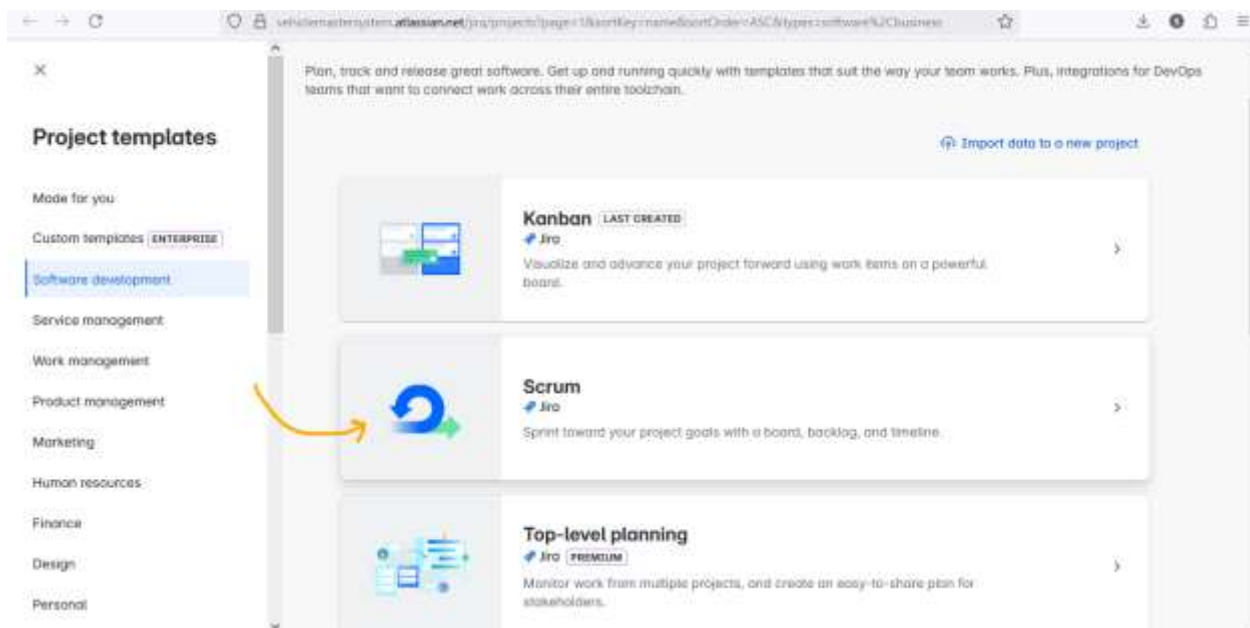 atlassian.net
Plan, track and release great software. Get up and running quickly with templates that suit the way your team works. Plus, integrations for DevOps
teams that want to connect work across their entire toolchain.
Project templates
Import data to a new project
Made for you
Custom templates ENTERPRISE
Software development
Service management
Work management
Product management
Marketing
Human resources
Finance
Design
Personal
Kanban LAST CREATED
Jira
Visualize and advance your project forward using work items on a powerful
board.
Scrum
Jira
Sprint toward your project goals with a board, backlog, and timeline.
Top-level planning
Jira PREMIUM
Monitor work from multiple projects, and create an easy-to-share plan for
stakeholders.